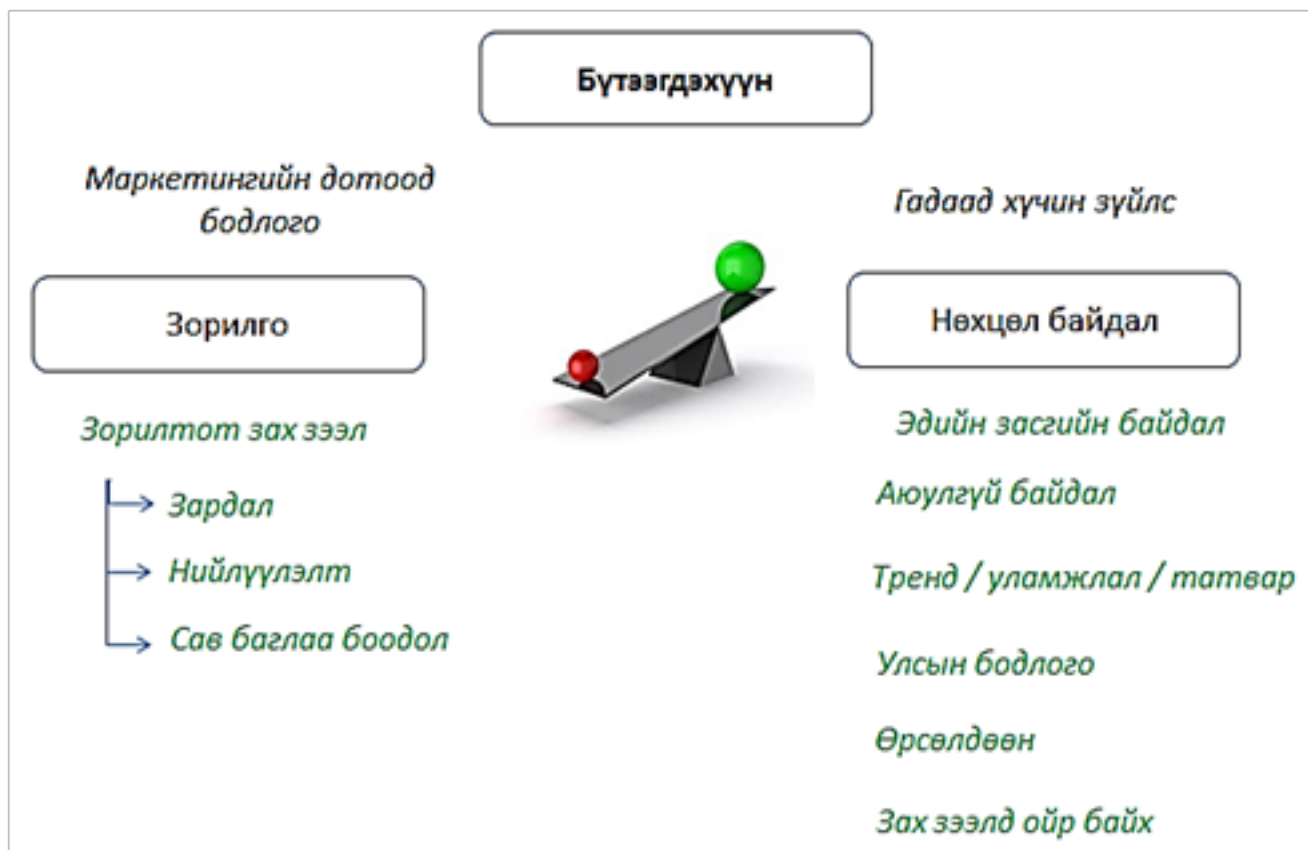 Бүтээгдэхүүн
Маркетингийн дотоод
бодлого
Зорилго
Зорилтот зах зээл
Зардал
Нийлүүлэлт
Сав баглаа боодол
Гадаад хүчин зүйлс
Нөхцөл байдал
Эдийн засгийн байдал
Аюулгүй байдал
Тренд / уламжлал / татвар
Улсын бодлого
Өрсөлдөөн
Зах зээлд ойр байх